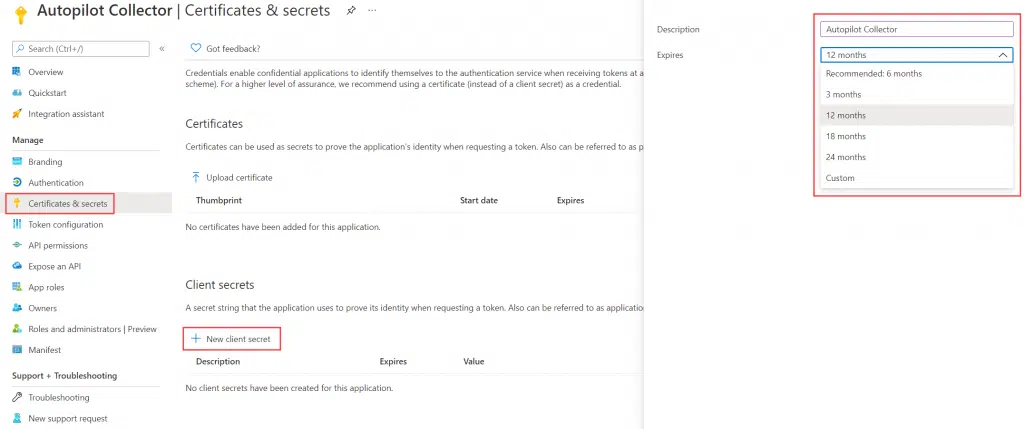 Autopilot Collector | Certificates & secrets
Search (Ctrl+/)
Overview
Quickstart
Integration assistant
Manage
Branding
Authentication
Certificates & secrets
Token configuration
API permissions
Expose an API
App roles
Owners
Roles and administrators | Preview
Manifest
Support + Troubleshooting
Troubleshooting
New support request
Got feedback?
Credentials enable confidential applications to identify themselves to the authentication service when receiving tokens at a
scheme). For a higher level of assurance, we recommend using a certificate (instead of a client secret) as a credential.
Certificates
Certificates can be used as secrets to prove the application's identity when requesting a token. Also can be referred to as p
Upload certificate
Thumbprint Start date Expires
No certificates have been added for this application.
Client secrets
A secret string that the application uses to prove its identity when requesting a token. Also can be referred to as application
New client secret
Description Expires Value
No client secrets have been created for this application.
Description Autopilot Collector
Expires 12 months
Recommended: 6 months
3 months
12 months
18 months
24 months
Custom